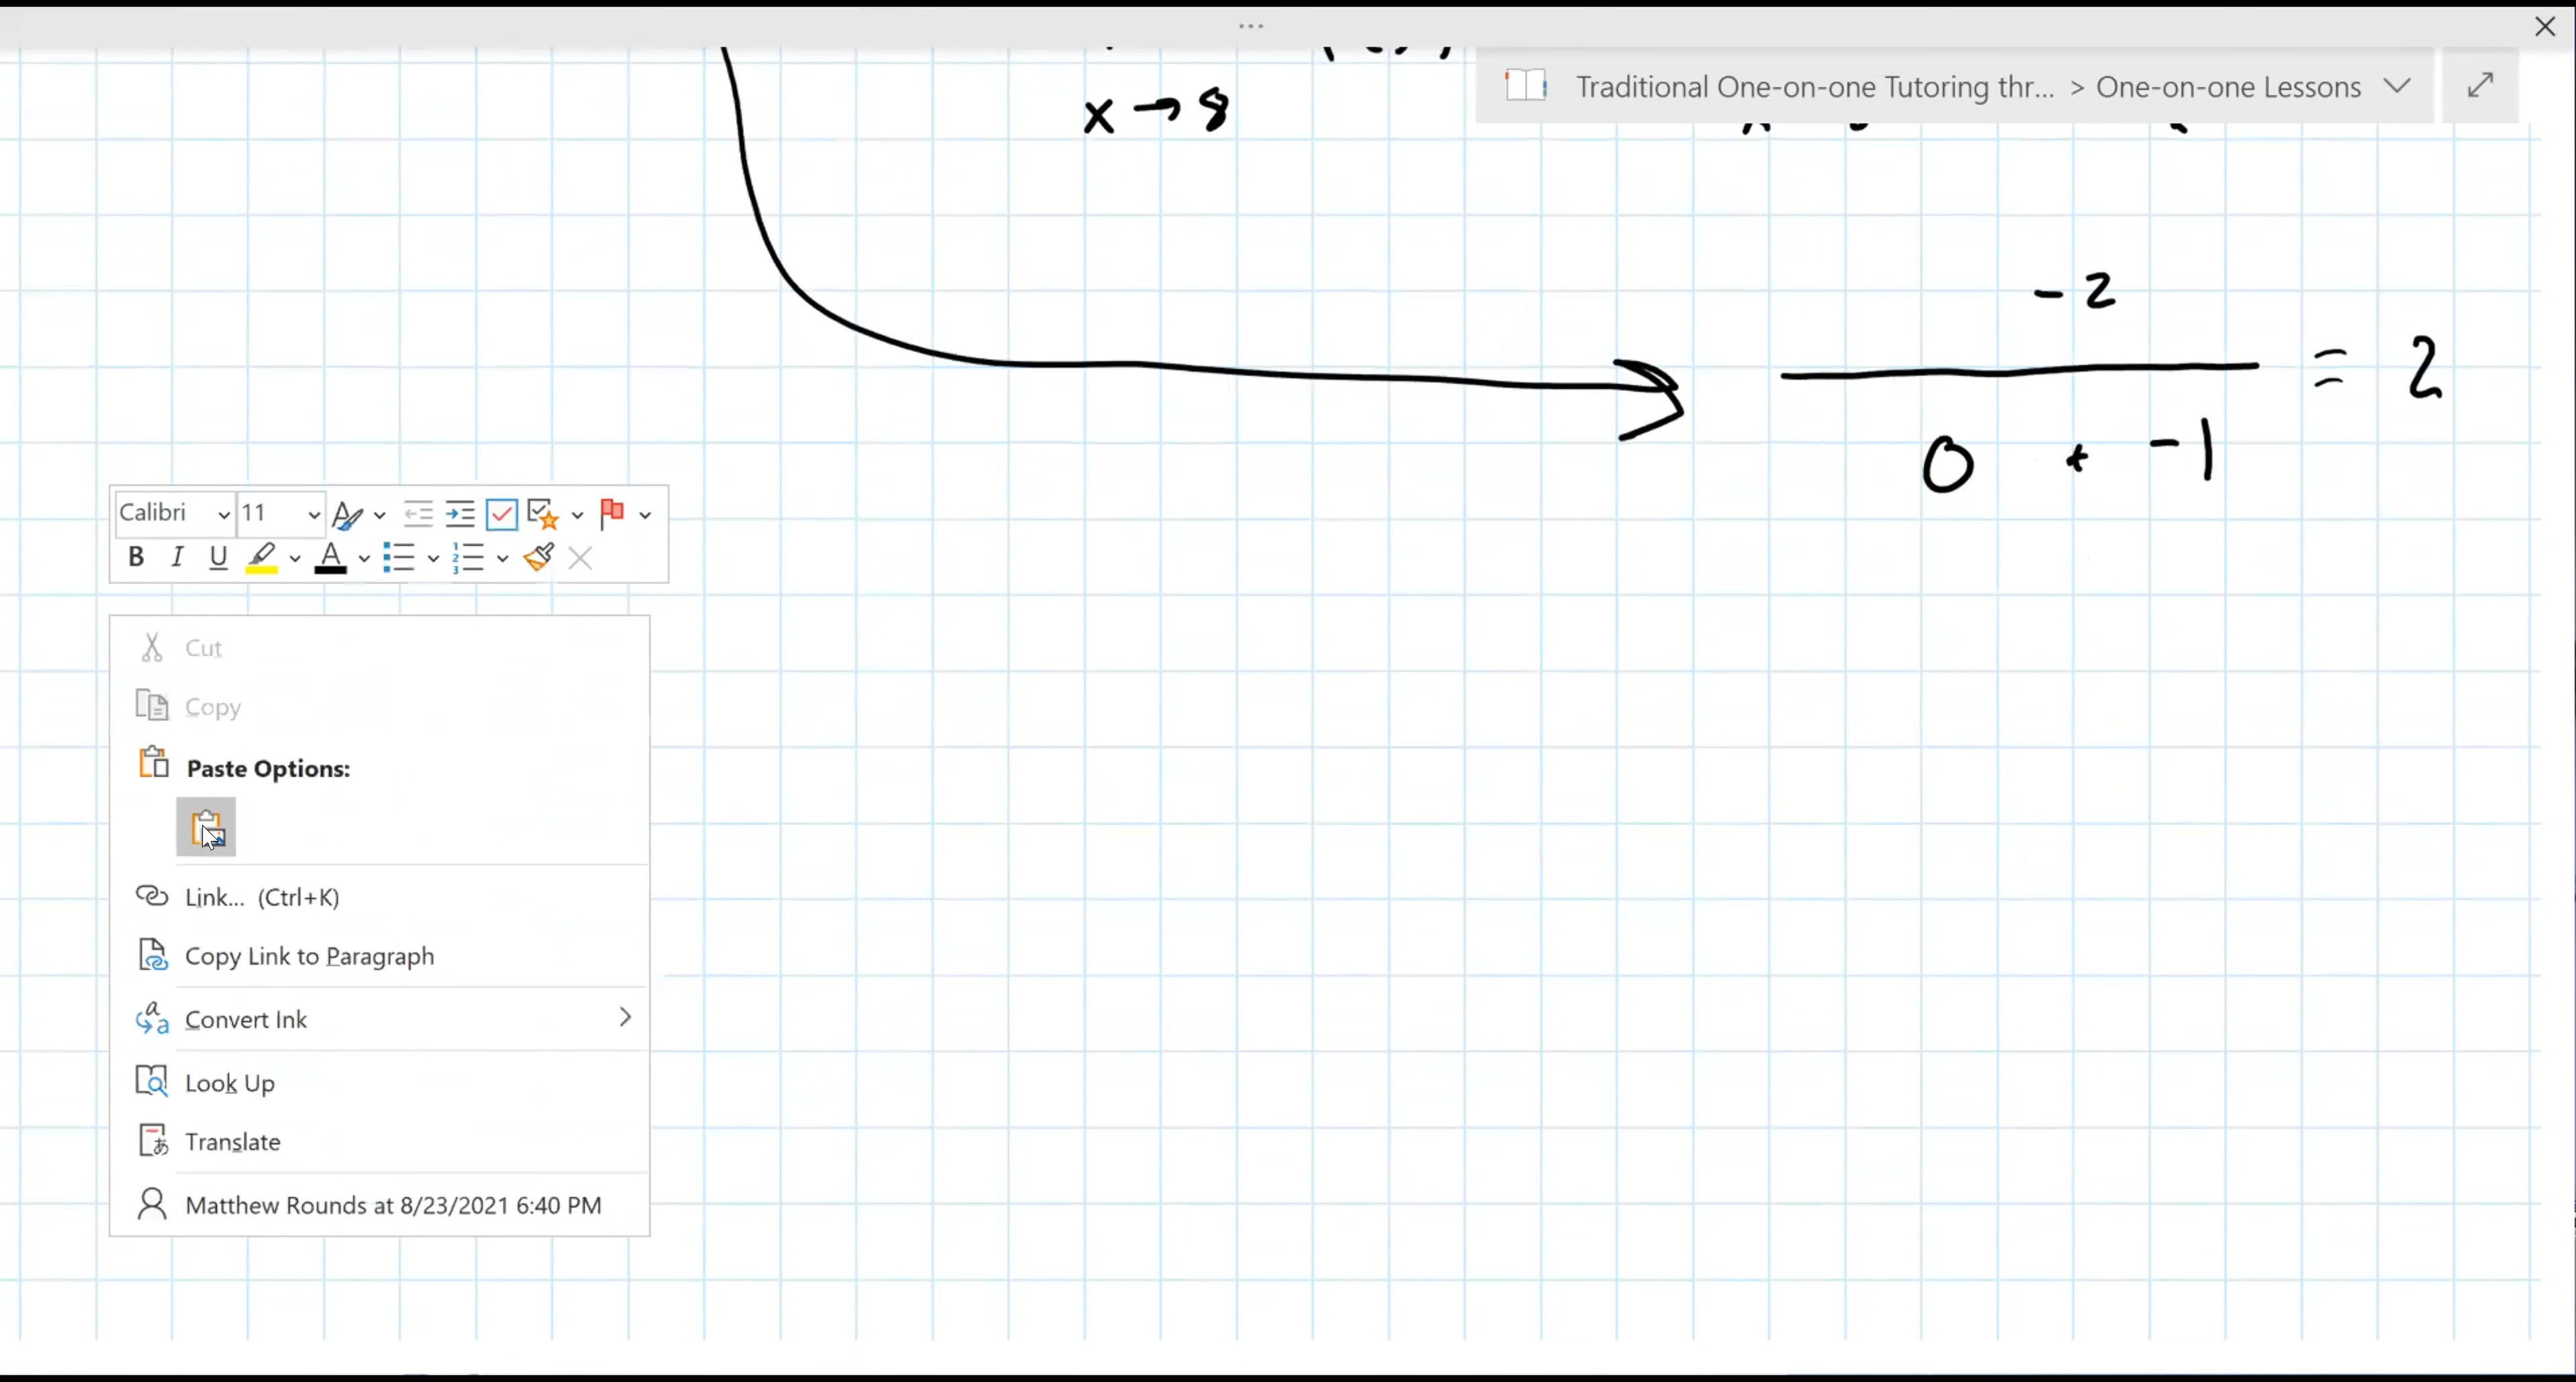 Traditional One-on-one Tutoring thr... > One-on-one Lessons
x → 8
-2
= 2
0 + -1
Calibri 11
B I U A
Cut
Copy
Paste Options:
Link... (Ctrl+K)
Copy Link to Paragraph
Convert Ink
Look Up
Translate
Matthew Rounds at 8/23/2021 6:40 PM